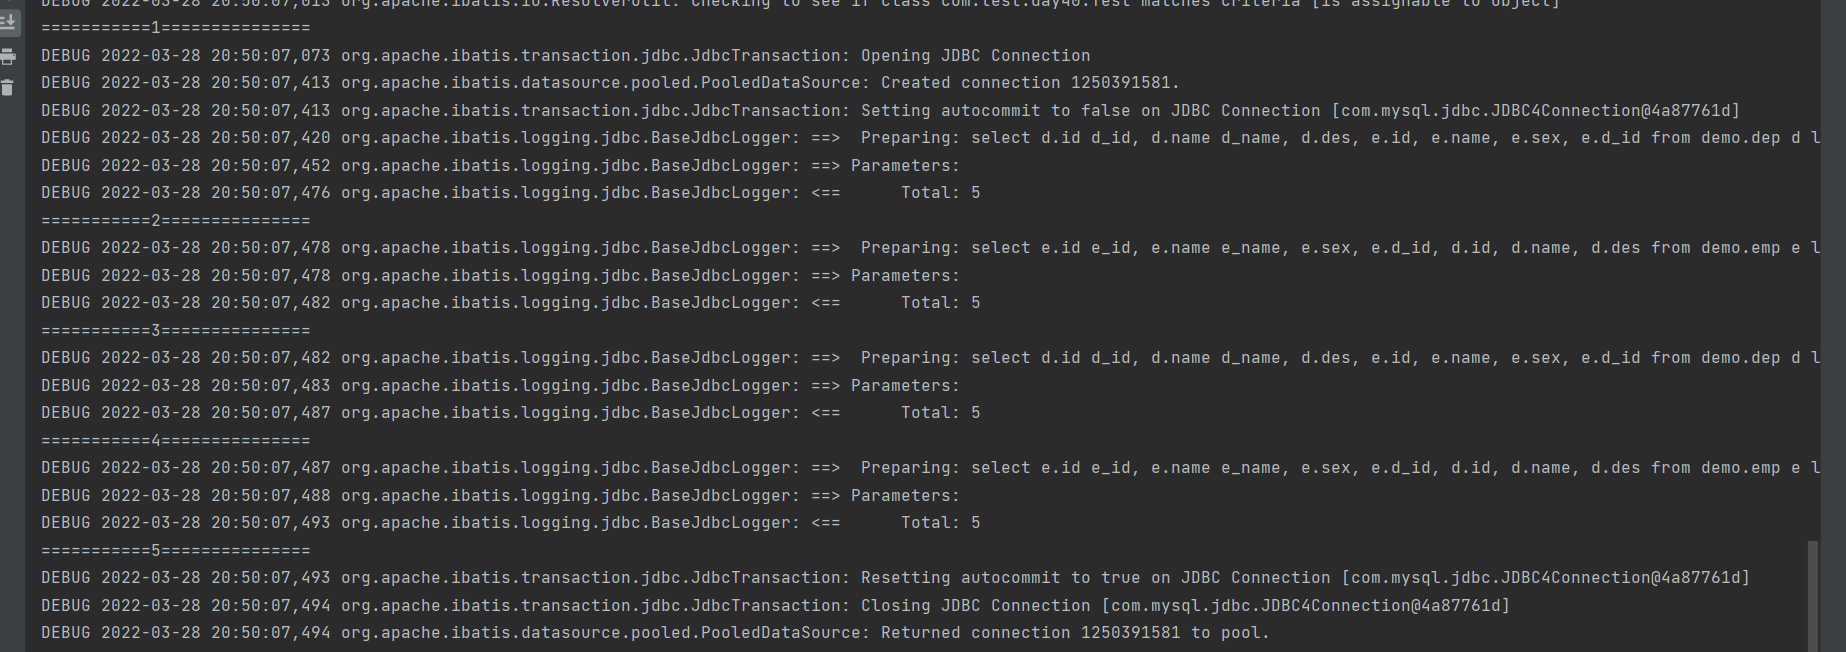 DEBUG 2022-03-28 20:50:07,013 org.apache.ibatis.io.ResolverUtil: Checking to see if class com.test.day40.Test matches criteria [is assignable to Object]
===========1===============
DEBUG 2022-03-28 20:50:07,073 org.apache.ibatis.transaction.jdbc.JdbcTransaction: Opening JDBC Connection
DEBUG 2022-03-28 20:50:07,413 org.apache.ibatis.datasource.pooled.PooledDataSource: Created connection 1250391581.
DEBUG 2022-03-28 20:50:07,413 org.apache.ibatis.transaction.jdbc.JdbcTransaction: Setting autocommit to false on JDBC Connection [com.mysql.jdbc.JDBC4Connection@4a87761d]
DEBUG 2022-03-28 20:50:07,420 org.apache.ibatis.logging.jdbc.BaseJdbcLogger: ==>  Preparing: select d.id d_id, d.name d_name, d.des, e.id, e.name, e.sex, e.d_id from demo.dep d l
DEBUG 2022-03-28 20:50:07,452 org.apache.ibatis.logging.jdbc.BaseJdbcLogger: ==> Parameters:
DEBUG 2022-03-28 20:50:07,476 org.apache.ibatis.logging.jdbc.BaseJdbcLogger: <==      Total: 5
===========2===============
DEBUG 2022-03-28 20:50:07,478 org.apache.ibatis.logging.jdbc.BaseJdbcLogger: ==>  Preparing: select e.id e_id, e.name e_name, e.sex, e.d_id, d.id, d.name, d.des from demo.emp e l
DEBUG 2022-03-28 20:50:07,478 org.apache.ibatis.logging.jdbc.BaseJdbcLogger: ==> Parameters:
DEBUG 2022-03-28 20:50:07,482 org.apache.ibatis.logging.jdbc.BaseJdbcLogger: <==      Total: 5
===========3===============
DEBUG 2022-03-28 20:50:07,482 org.apache.ibatis.logging.jdbc.BaseJdbcLogger: ==>  Preparing: select d.id d_id, d.name d_name, d.des, e.id, e.name, e.sex, e.d_id from demo.dep d l
DEBUG 2022-03-28 20:50:07,483 org.apache.ibatis.logging.jdbc.BaseJdbcLogger: ==> Parameters:
DEBUG 2022-03-28 20:50:07,487 org.apache.ibatis.logging.jdbc.BaseJdbcLogger: <==      Total: 5
===========4===============
DEBUG 2022-03-28 20:50:07,487 org.apache.ibatis.logging.jdbc.BaseJdbcLogger: ==>  Preparing: select e.id e_id, e.name e_name, e.sex, e.d_id, d.id, d.name, d.des from demo.emp e l
DEBUG 2022-03-28 20:50:07,488 org.apache.ibatis.logging.jdbc.BaseJdbcLogger: ==> Parameters:
DEBUG 2022-03-28 20:50:07,493 org.apache.ibatis.logging.jdbc.BaseJdbcLogger: <==      Total: 5
===========5===============
DEBUG 2022-03-28 20:50:07,493 org.apache.ibatis.transaction.jdbc.JdbcTransaction: Resetting autocommit to true on JDBC Connection [com.mysql.jdbc.JDBC4Connection@4a87761d]
DEBUG 2022-03-28 20:50:07,494 org.apache.ibatis.transaction.jdbc.JdbcTransaction: Closing JDBC Connection [com.mysql.jdbc.JDBC4Connection@4a87761d]
DEBUG 2022-03-28 20:50:07,494 org.apache.ibatis.datasource.pooled.PooledDataSource: Returned connection 1250391581 to pool.